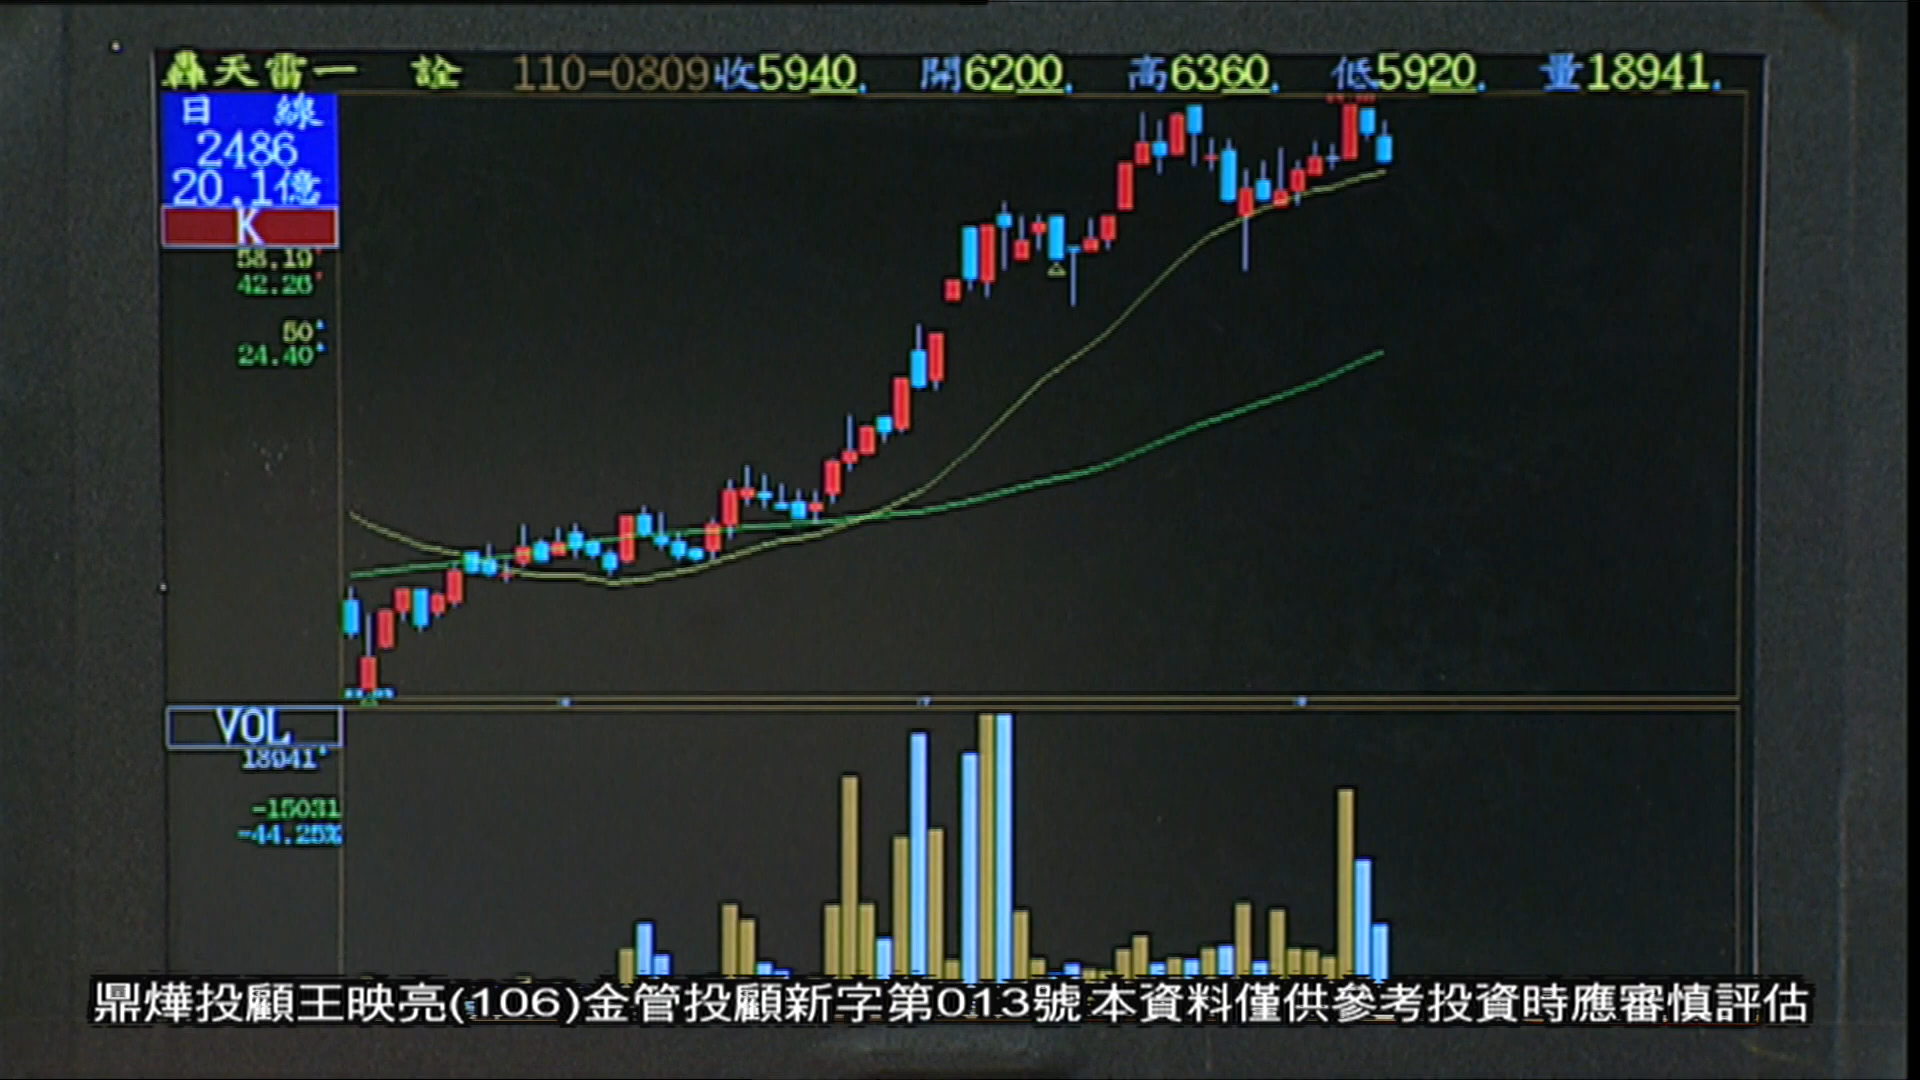 轟天雷一 詮 110-0809收5940. 開6200. 高6360. 低5920. 量18941.
日 線
2486
20.1億
K
58.19
42.26
50
24.40
VOL
18941
-15031
-44.25%
鼎燁投顧王映亮(106)金管投顧新字第013號 本資料僅供參考投資時應審慎評估